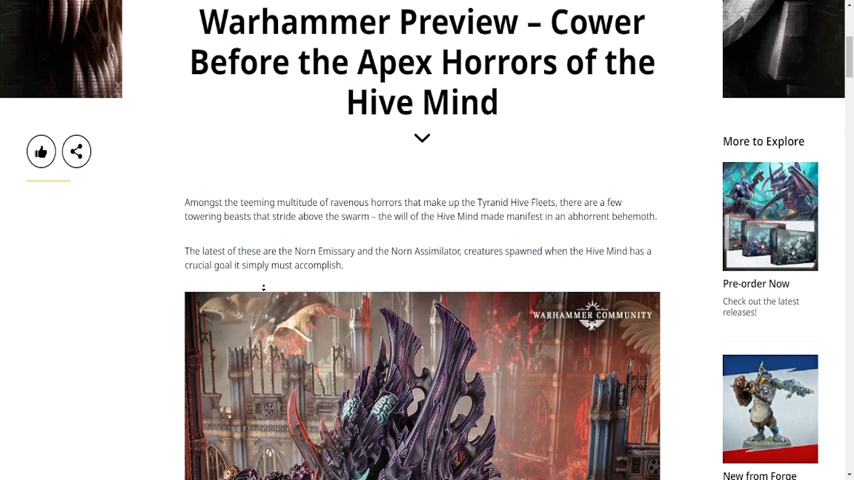 Warhammer Preview – Cower
Before the Apex Horrors of the
Hive Mind
More to Explore
Amongst the teeming multitude of ravenous horrors that make up the Tyranid Hive Fleets, there are a few
towering beasts that stride above the swarm – the will of the Hive Mind made manifest in an abhorrent behemoth.
The latest of these are the Norn Emissary and the Norn Assimilator, creatures spawned when the Hive Mind has a
crucial goal it simply must accomplish.
WARHAMMER COMMUNITY
Pre-order Now
Check out the latest
releases!
New from Forge